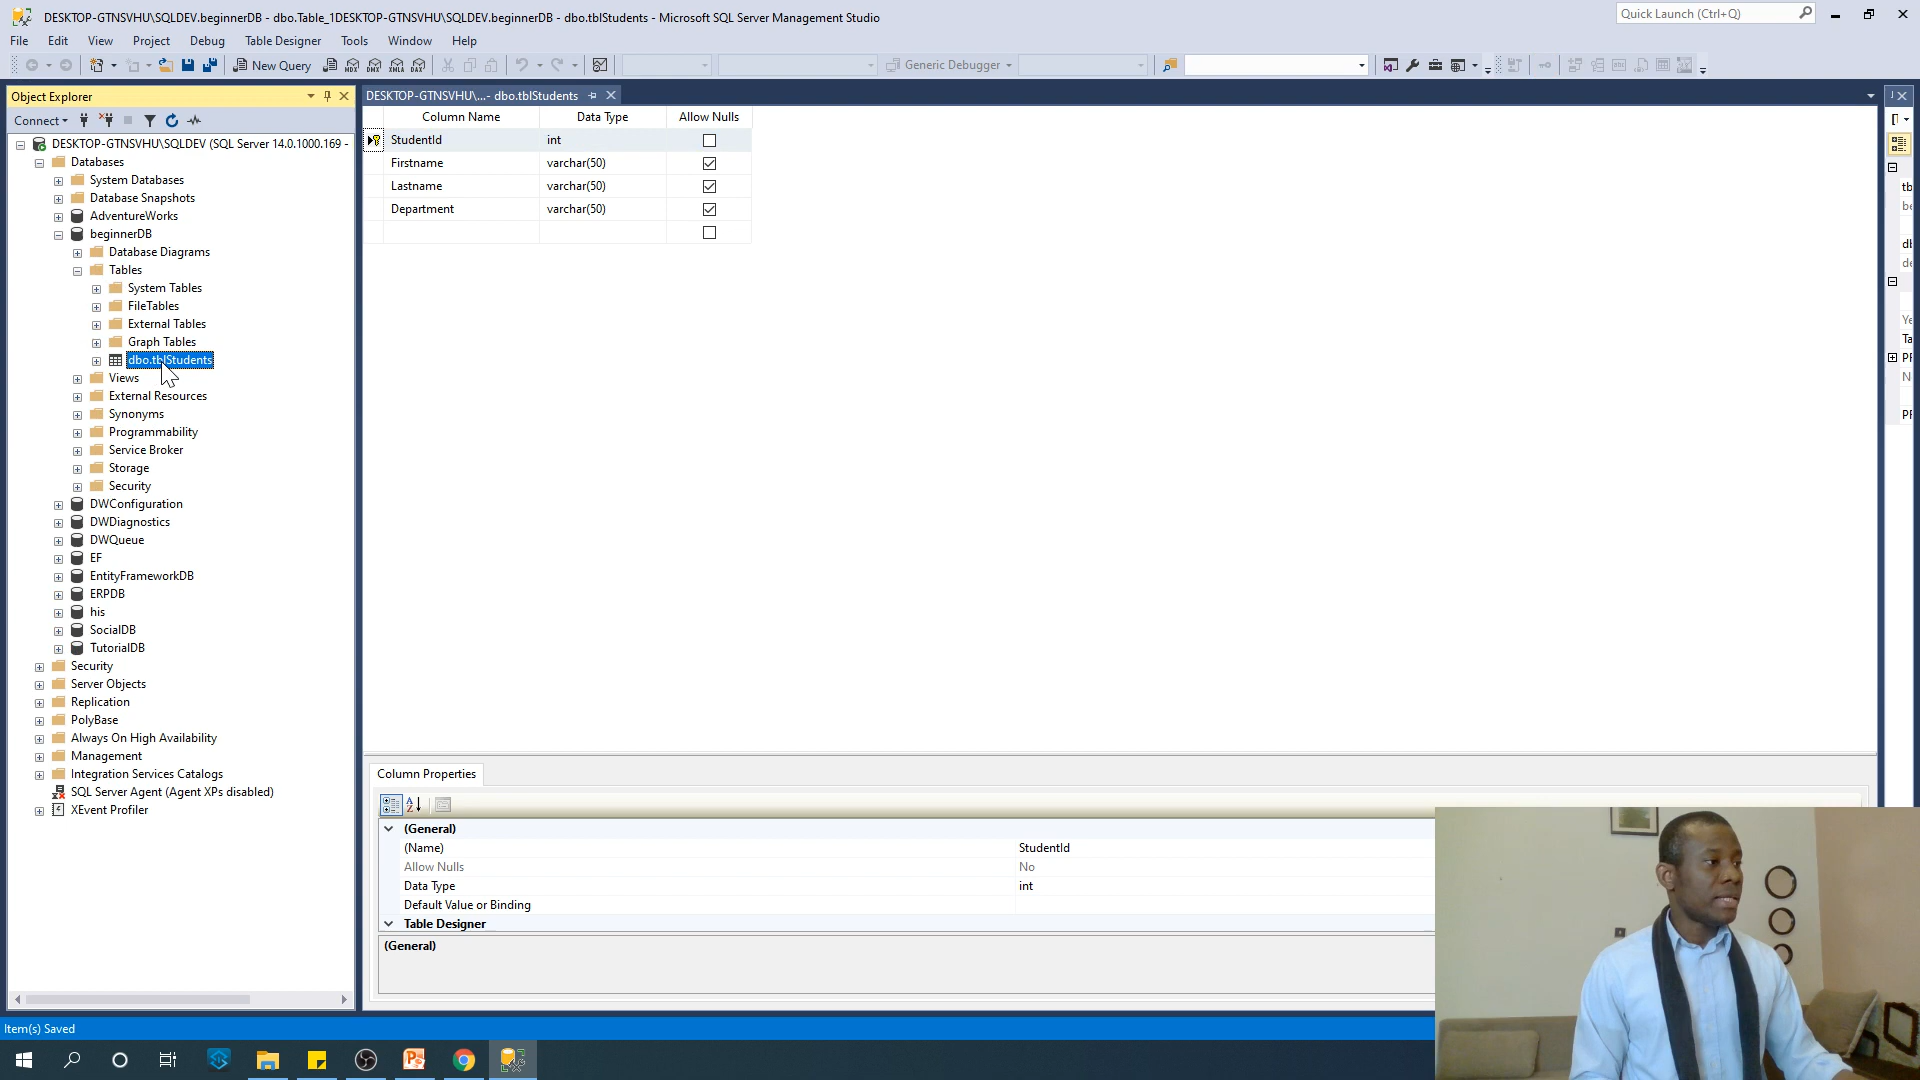 DESKTOP-GTNSVHU\SQLDEV.beginnerDB - dbo.Table_1DESKTOP-GTNSVHU\SQLDEV.beginnerDB - dbo.tblStudents - Microsoft SQL Server Management Studio
Quick Launch (Ctrl+Q)
File Edit View Project Debug Table Designer Tools Window Help
New Query
MDX DMX XMLA DAX
Generic Debugger
Object Explorer
DESKTOP-GTNSVHU\...- dbo.tblStudents
Connect
DESKTOP-GTNSVHU\SQLDEV (SQL Server 14.0.1000.169 -
Databases
System Databases
Database Snapshots
AdventureWorks
beginnerDB
Database Diagrams
Tables
System Tables
FileTables
External Tables
Graph Tables
dbo.tblStudents
Views
External Resources
Synonyms
Programmability
Service Broker
Storage
Security
DWConfiguration
DWDiagnostics
DWQueue
EF
EntityFrameworkDB
ERPDB
his
SocialDB
TutorialDB
Security
Server Objects
Replication
PolyBase
Always On High Availability
Management
Integration Services Catalogs
SQL Server Agent (Agent XPs disabled)
XEvent Profiler
Column Name Data Type Allow Nulls
StudentId int
Firstname varchar(50)
Lastname varchar(50)
Department varchar(50)
Column Properties
(General)
(Name) StudentId
Allow Nulls No
Data Type int
Default Value or Binding
Table Designer
(General)
Item(s) Saved